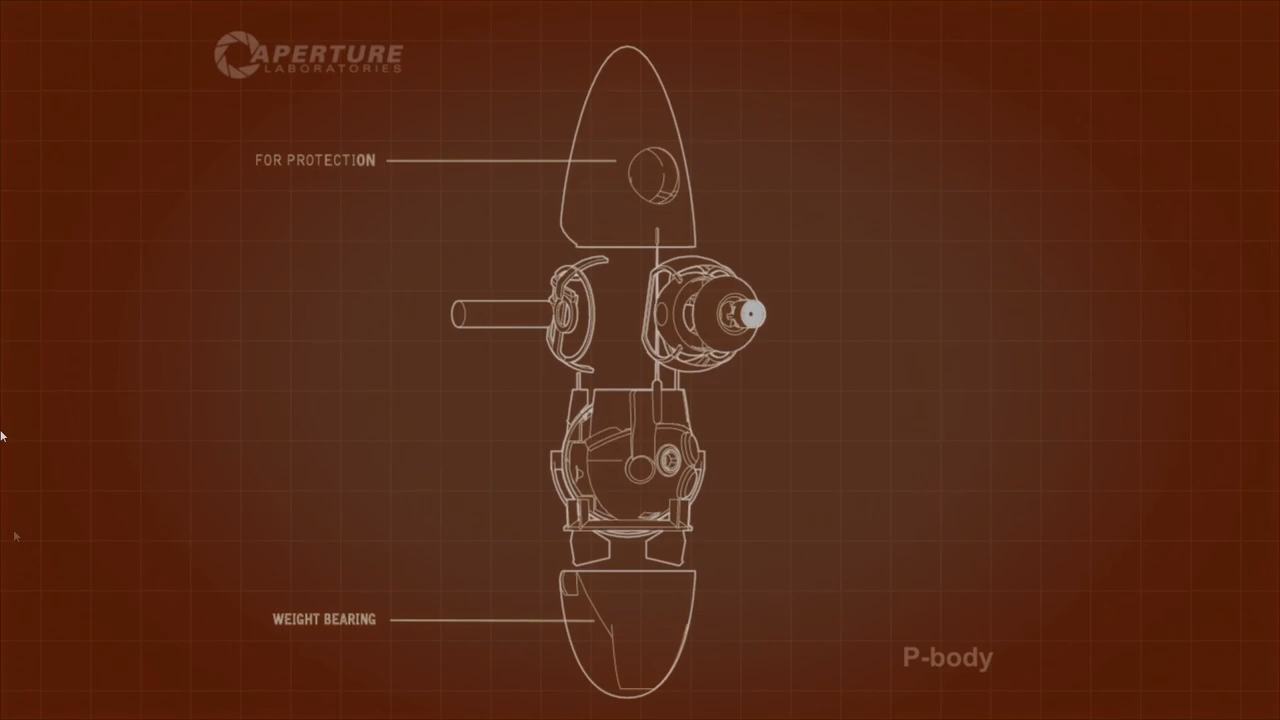 APERTURE
LABORATORIES
FOR PROTECTION
WEIGHT BEARING
P-body